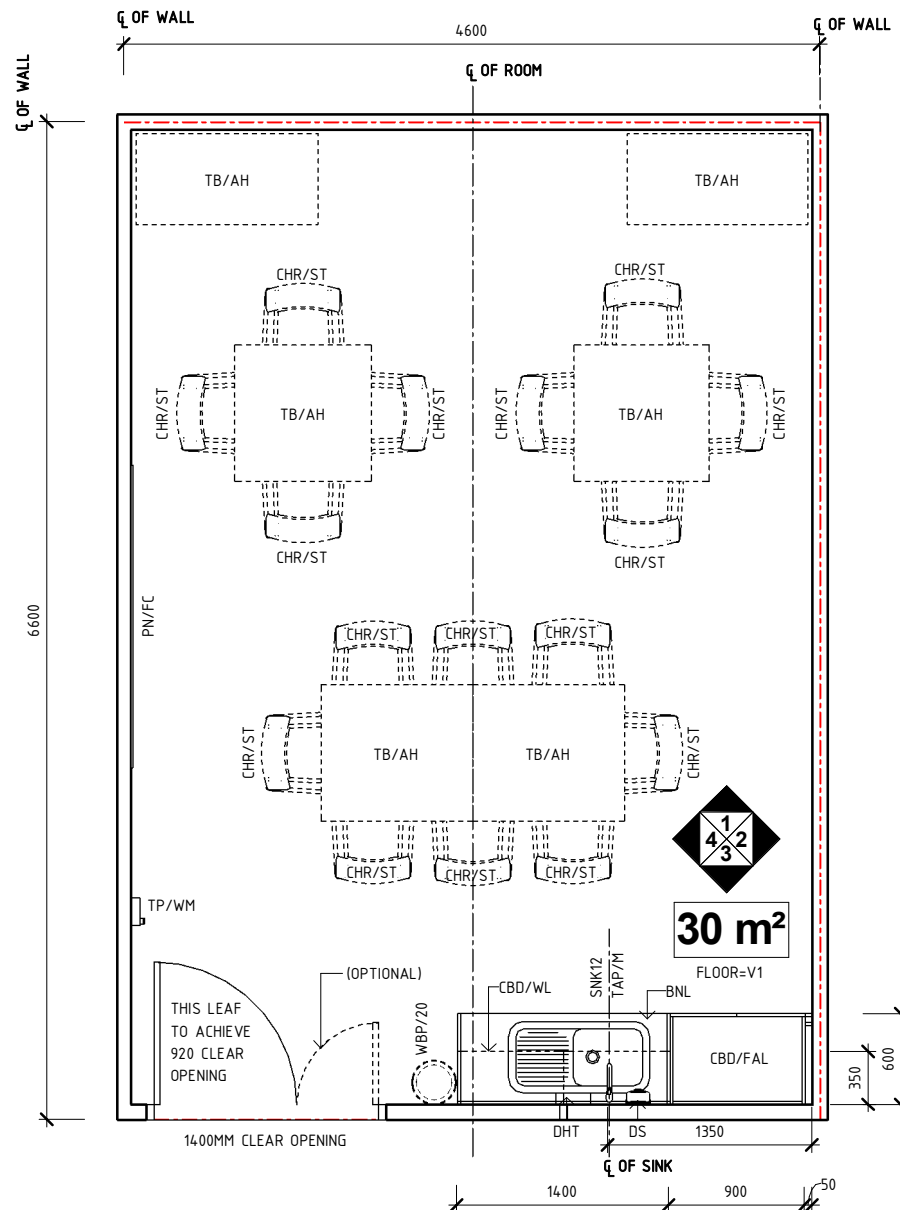 ℄ OF WALL
4600
℄ OF WALL
℄ OF WALL
℄ OF ROOM
TB/AH
TB/AH
CHR/ST
CHR/ST
CHR/ST
TB/AH
CHR/ST
CHR/ST
TB/AH
CHR/ST
CHR/ST
CHR/ST
6600
PN/FC
CHR/ST
CHR/ST
CHR/ST
CHR/ST
TB/AH
TB/AH
CHR/ST
CHR/ST
CHR/ST
CHR/ST
1
4
2
3
TP/WM
30 m²
FLOOR=V1
(OPTIONAL)
THIS LEAF
TO ACHIEVE
920 CLEAR
OPENING
WBP/20
CBD/WL
SNK12
TAP/M
BNL
CBD/FAL
350
600
1400MM CLEAR OPENING
DHT
DS
1350
℄ OF SINK
1400
900
50